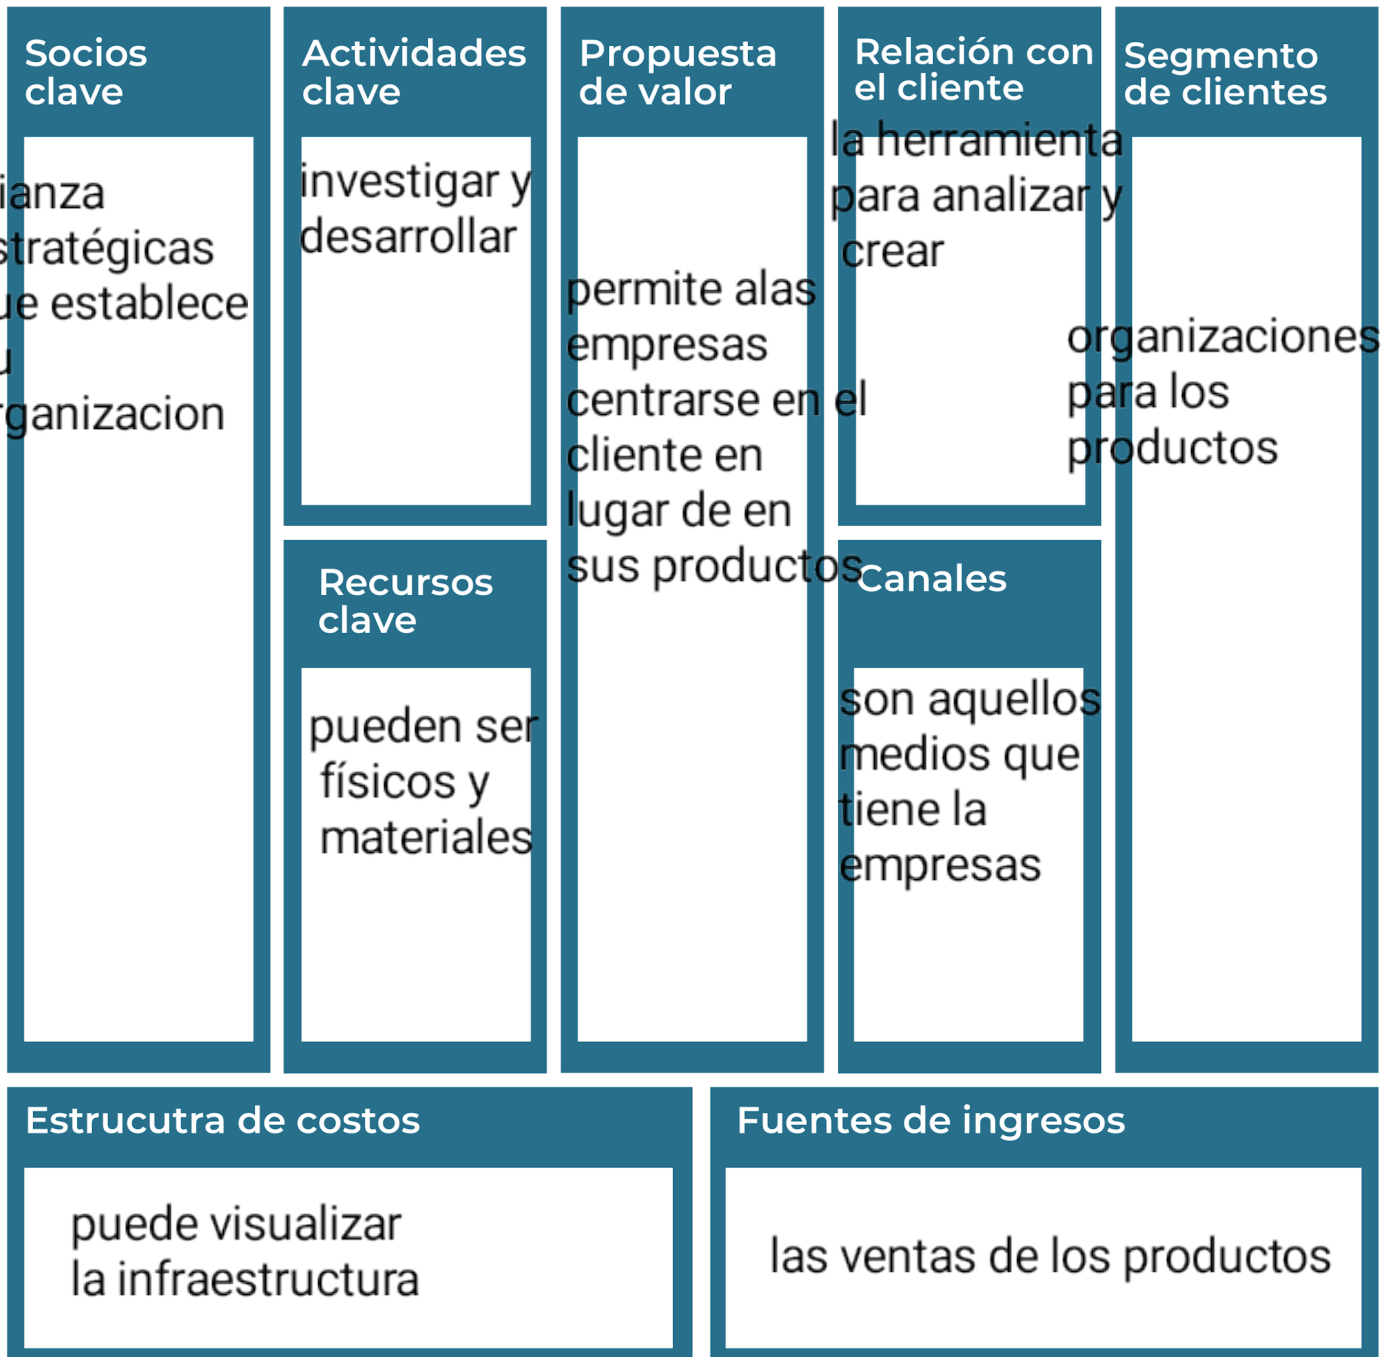 Socios
clave
ianza
stratégicas
ue establece
u
rganizacion
Actividades
clave
investigar y
desarrollar
Recursos
clave
pueden ser
físicos y
materiales
Propuesta
de valor
permite alas
empresas
centrarse en el
cliente en
lugar de en
sus productos
Relación con
el cliente
la herramienta
para analizar y
crear
Canales
son aquellos
medios que
tiene la
empresas
Segmento
de clientes
organizaciones
para los
productos
Estrucutra de costos
puede visualizar
la infraestructura
Fuentes de ingresos
las ventas de los productos